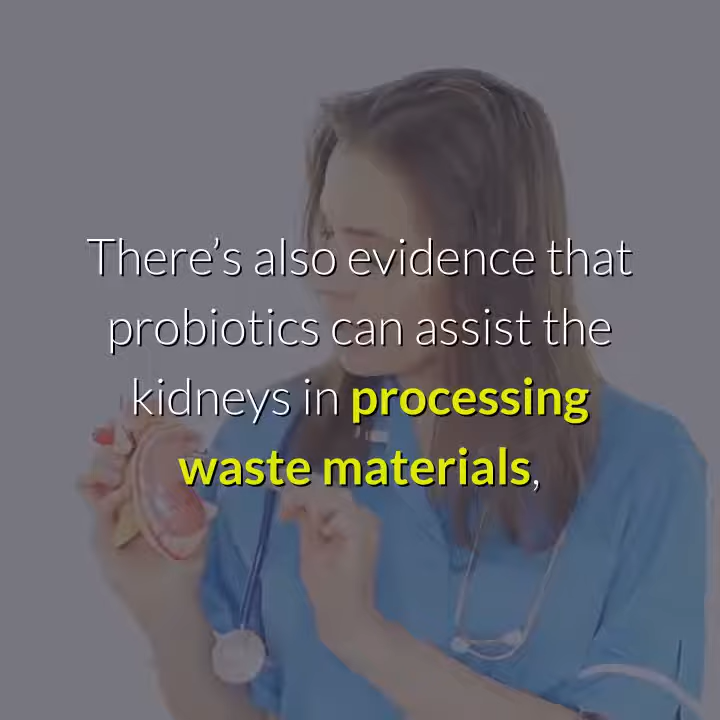 There’s also evidence that
probiotics can assist the
kidneys in processing
waste materials,